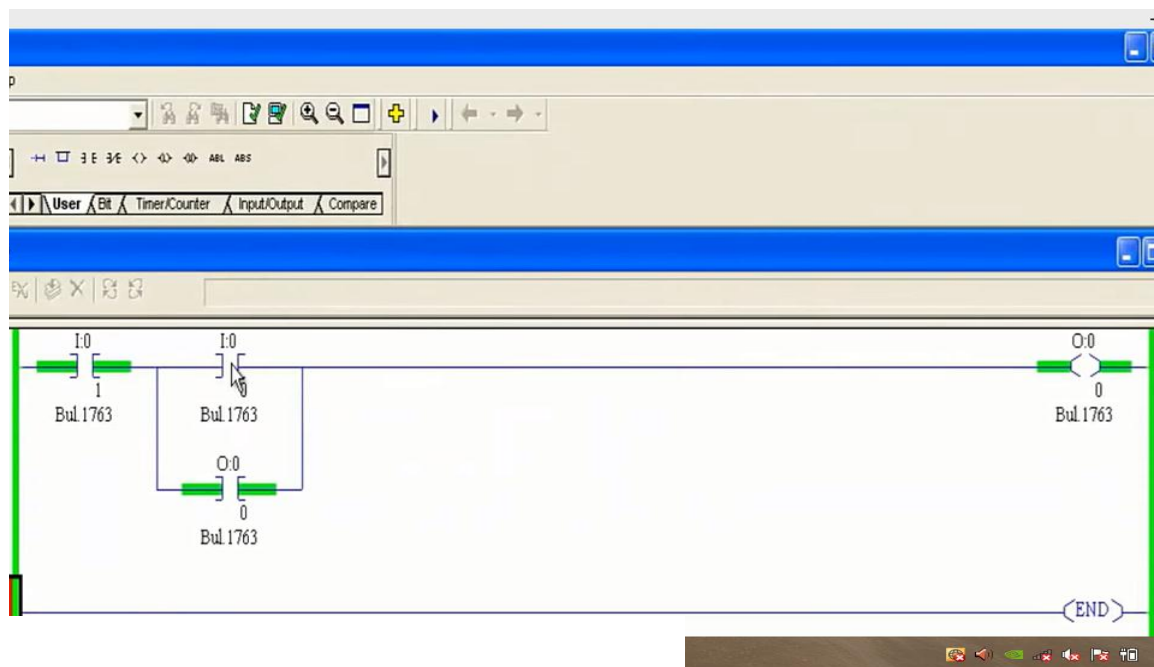 p
ABL ABS
User Bit Timer/Counter Input/Output Compare
I:0 I:0 O:0
1 0 0
Bul.1763 Bul.1763 Bul.1763
O:0
0
Bul.1763
END